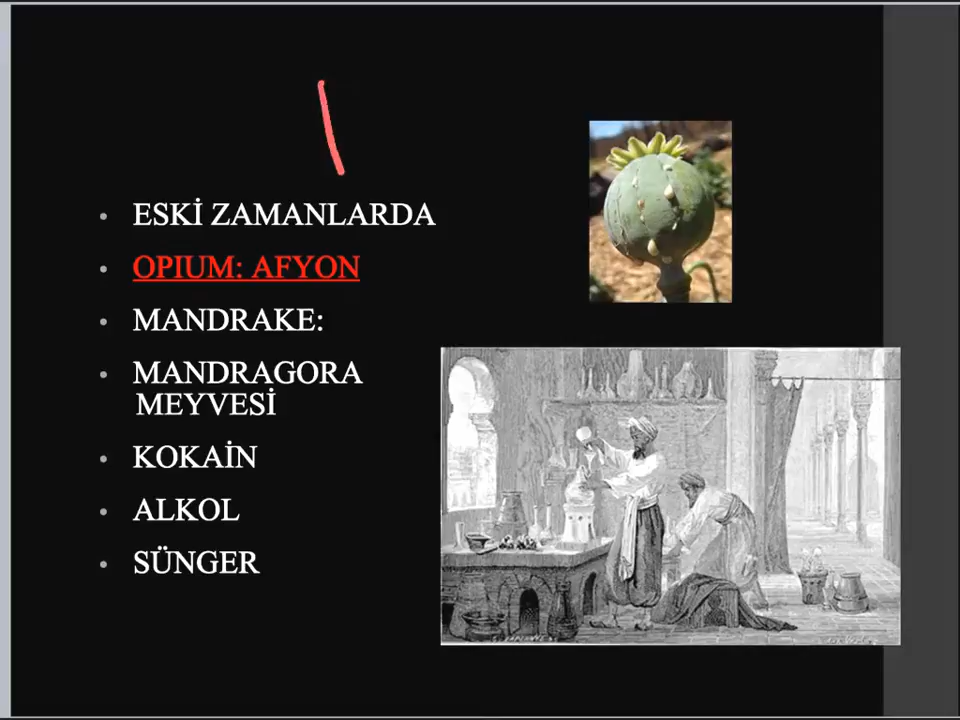 ESKİ ZAMANLARDA
OPIUM: AFYON
MANDRAKE:
MANDRAGORA
MEYVESİ
KOKAİN
ALKOL
SÜNGER